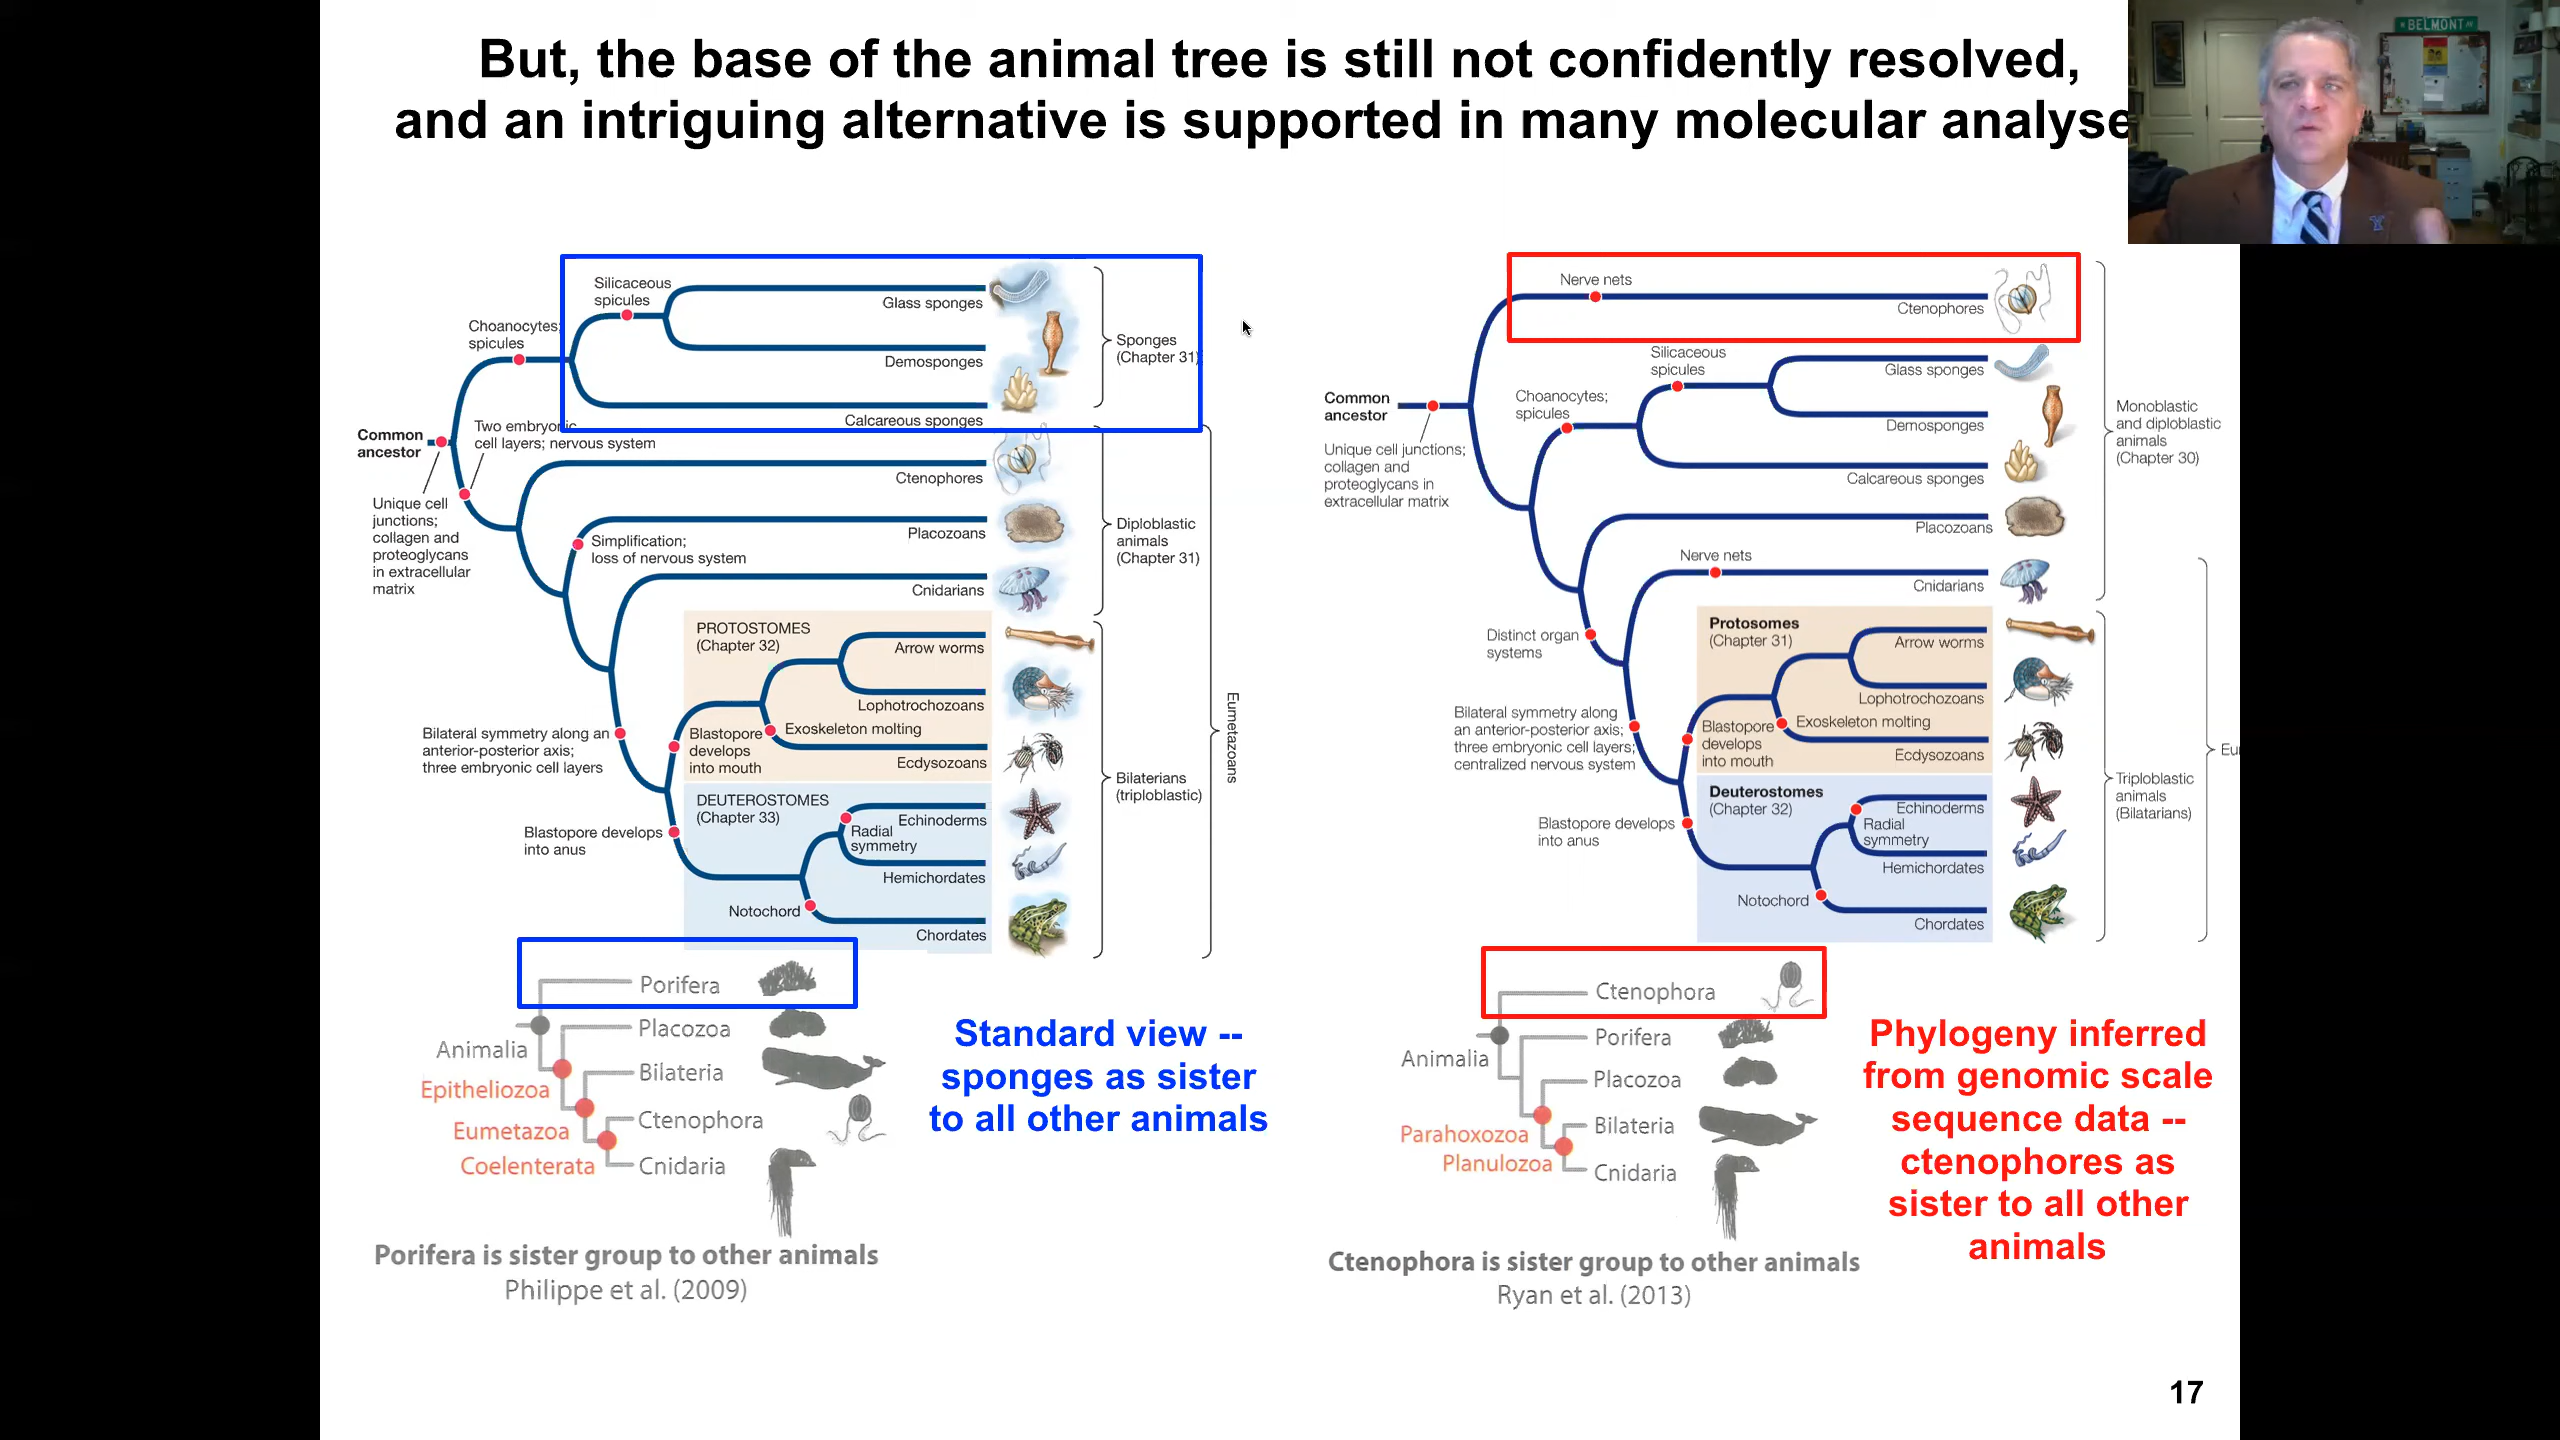 But, the base of the animal tree is still not confidently resolved,
and an intriguing alternative is supported in many molecular analyse
BELMONT
Silicaceous
spicules
Glass sponges
Choanocytes;
spicules
Demosponges
Sponges
(Chapter 31)
Calcareous sponges
Common
ancestor
Two embryonic
cell layers; nervous system
Ctenophores
Unique cell
junctions;
collagen and
proteoglycans
in extracellular
matrix
Placozoans
Simplification;
loss of nervous system
Diploblastic
animals
(Chapter 31)
Cnidarians
PROTOSTOMES
(Chapter 32)
Arrow worms
Lophotrochozoans
Bilateral symmetry along an
anterior-posterior axis;
three embryonic cell layers
Blastopore
develops
into mouth
Exoskeleton molting
Ecdysozoans
Eumetazoans
Bilaterians
(triploblastic)
DEUTEROSTOMES
(Chapter 33)
Echinoderms
Radial
symmetry
Blastopore develops
into anus
Hemichordates
Notochord
Chordates
Porifera
Placozoa
Animalia
Bilateria
Epitheliozoa
Ctenophora
Eumetazoa
Coelenterata
Cnidaria
Porifera is sister group to other animals
Philippe et al. (2009)
Standard view --
sponges as sister
to all other animals
Nerve nets
Ctenophores
Silicaceous
spicules
Glass sponges
Choanocytes;
spicules
Demosponges
Common
ancestor
Unique cell junctions;
collagen and
proteoglycans in
extracellular matrix
Calcareous sponges
Monoblastic
and diploblastic
animals
(Chapter 30)
Placozoans
Nerve nets
Cnidarians
Distinct organ
systems
Protosomes
(Chapter 31)
Arrow worms
Lophotrochozoans
Bilateral symmetry along
an anterior-posterior axis;
three embryonic cell layers;
centralized nervous system
Blastopore
develops
into mouth
Exoskeleton molting
Ecdysozoans
Eu
Triploblastic
animals
(Bilatarians)
Deuterostomes
(Chapter 32)
Echinoderms
Radial
symmetry
Blastopore develops
into anus
Hemichordates
Notochord
Chordates
Ctenophora
Porifera
Animalia
Placozoa
Bilateria
Parahoxozoa
Planulozoa
Cnidaria
Ctenophora is sister group to other animals
Ryan et al. (2013)
Phylogeny inferred
from genomic scale
sequence data --
ctenophores as
sister to all other
animals
17